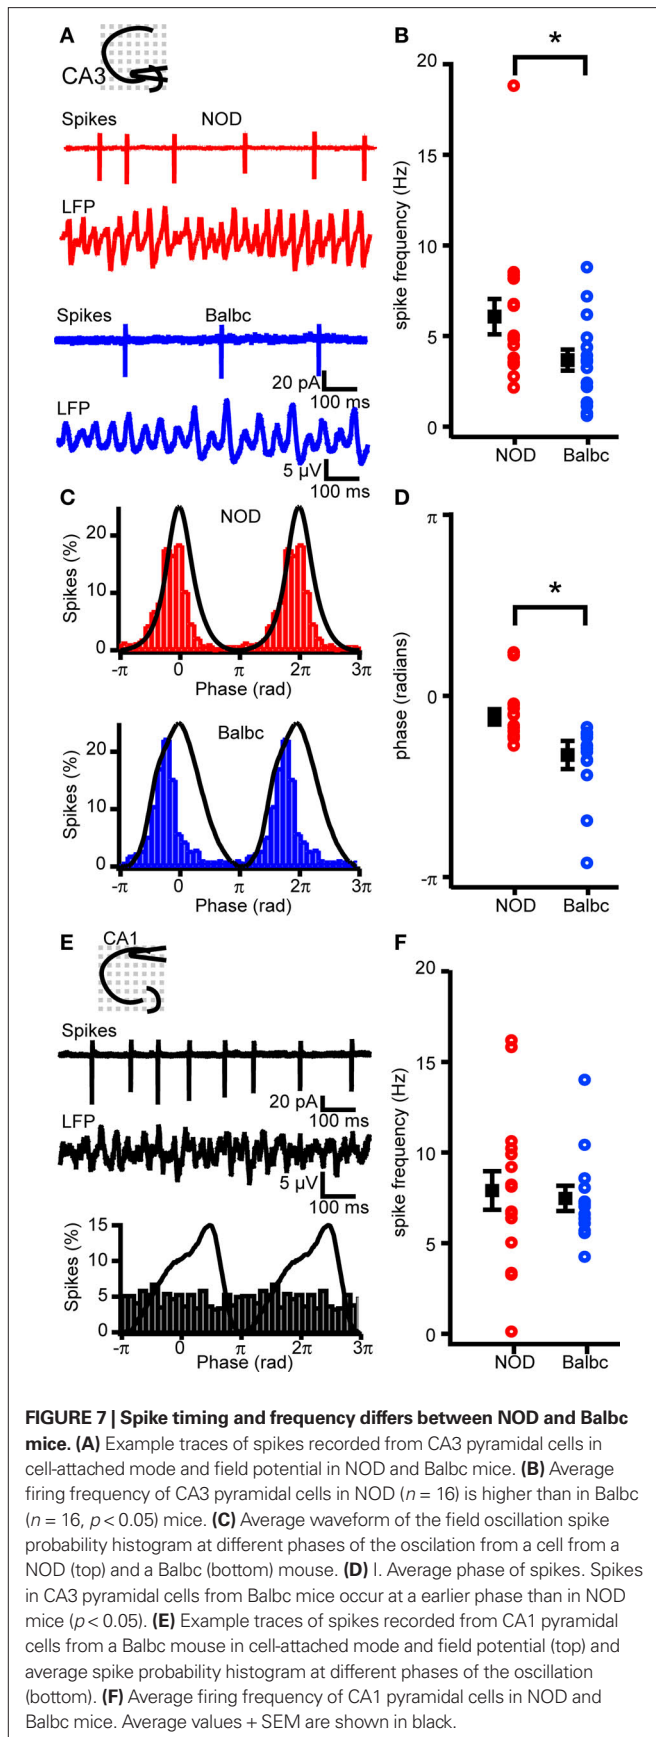 A
CA3
Spikes NOD
LFP
Spikes Balbc
20 pA
100 ms
LFP
5 µV
100 ms
B
*
20
15
10
5
0
spike frequency (Hz)
NOD Balbc
C
NOD
Spikes (%)
20
10
0
-π 0 π 2π 3π
Phase (rad)
Balbc
Spikes (%)
20
10
0
-π 0 π 2π 3π
Phase (rad)
D
π
*
0
-π
phase (radians)
NOD Balbc
E
CA1
Spikes
20 pA
100 ms
LFP
5 µV
100 ms
Spikes (%)
15
10
5
0
-π 0 π 2π 3π
Phase (rad)
F
20
15
10
5
0
spike frequency (Hz)
NOD Balbc
FIGURE 7 | Spike timing and frequency differs between NOD and Balbc
mice. (A) Example traces of spikes recorded from CA3 pyramidal cells in
cell-attached mode and field potential in NOD and Balbc mice. (B) Average
firing frequency of CA3 pyramidal cells in NOD (n = 16) is higher than in Balbc
(n = 16, p < 0.05) mice. (C) Average waveform of the field oscillation spike
probability histogram at different phases of the oscilation from a cell from a
NOD (top) and a Balbc (bottom) mouse. (D) I. Average phase of spikes. Spikes
in CA3 pyramidal cells from Balbc mice occur at a earlier phase than in NOD
mice (p < 0.05). (E) Example traces of spikes recorded from CA1 pyramidal
cells from a Balbc mouse in cell-attached mode and field potential (top) and
average spike probability histogram at different phases of the oscillation
(bottom). (F) Average firing frequency of CA1 pyramidal cells in NOD and
Balbc mice. Average values + SEM are shown in black.